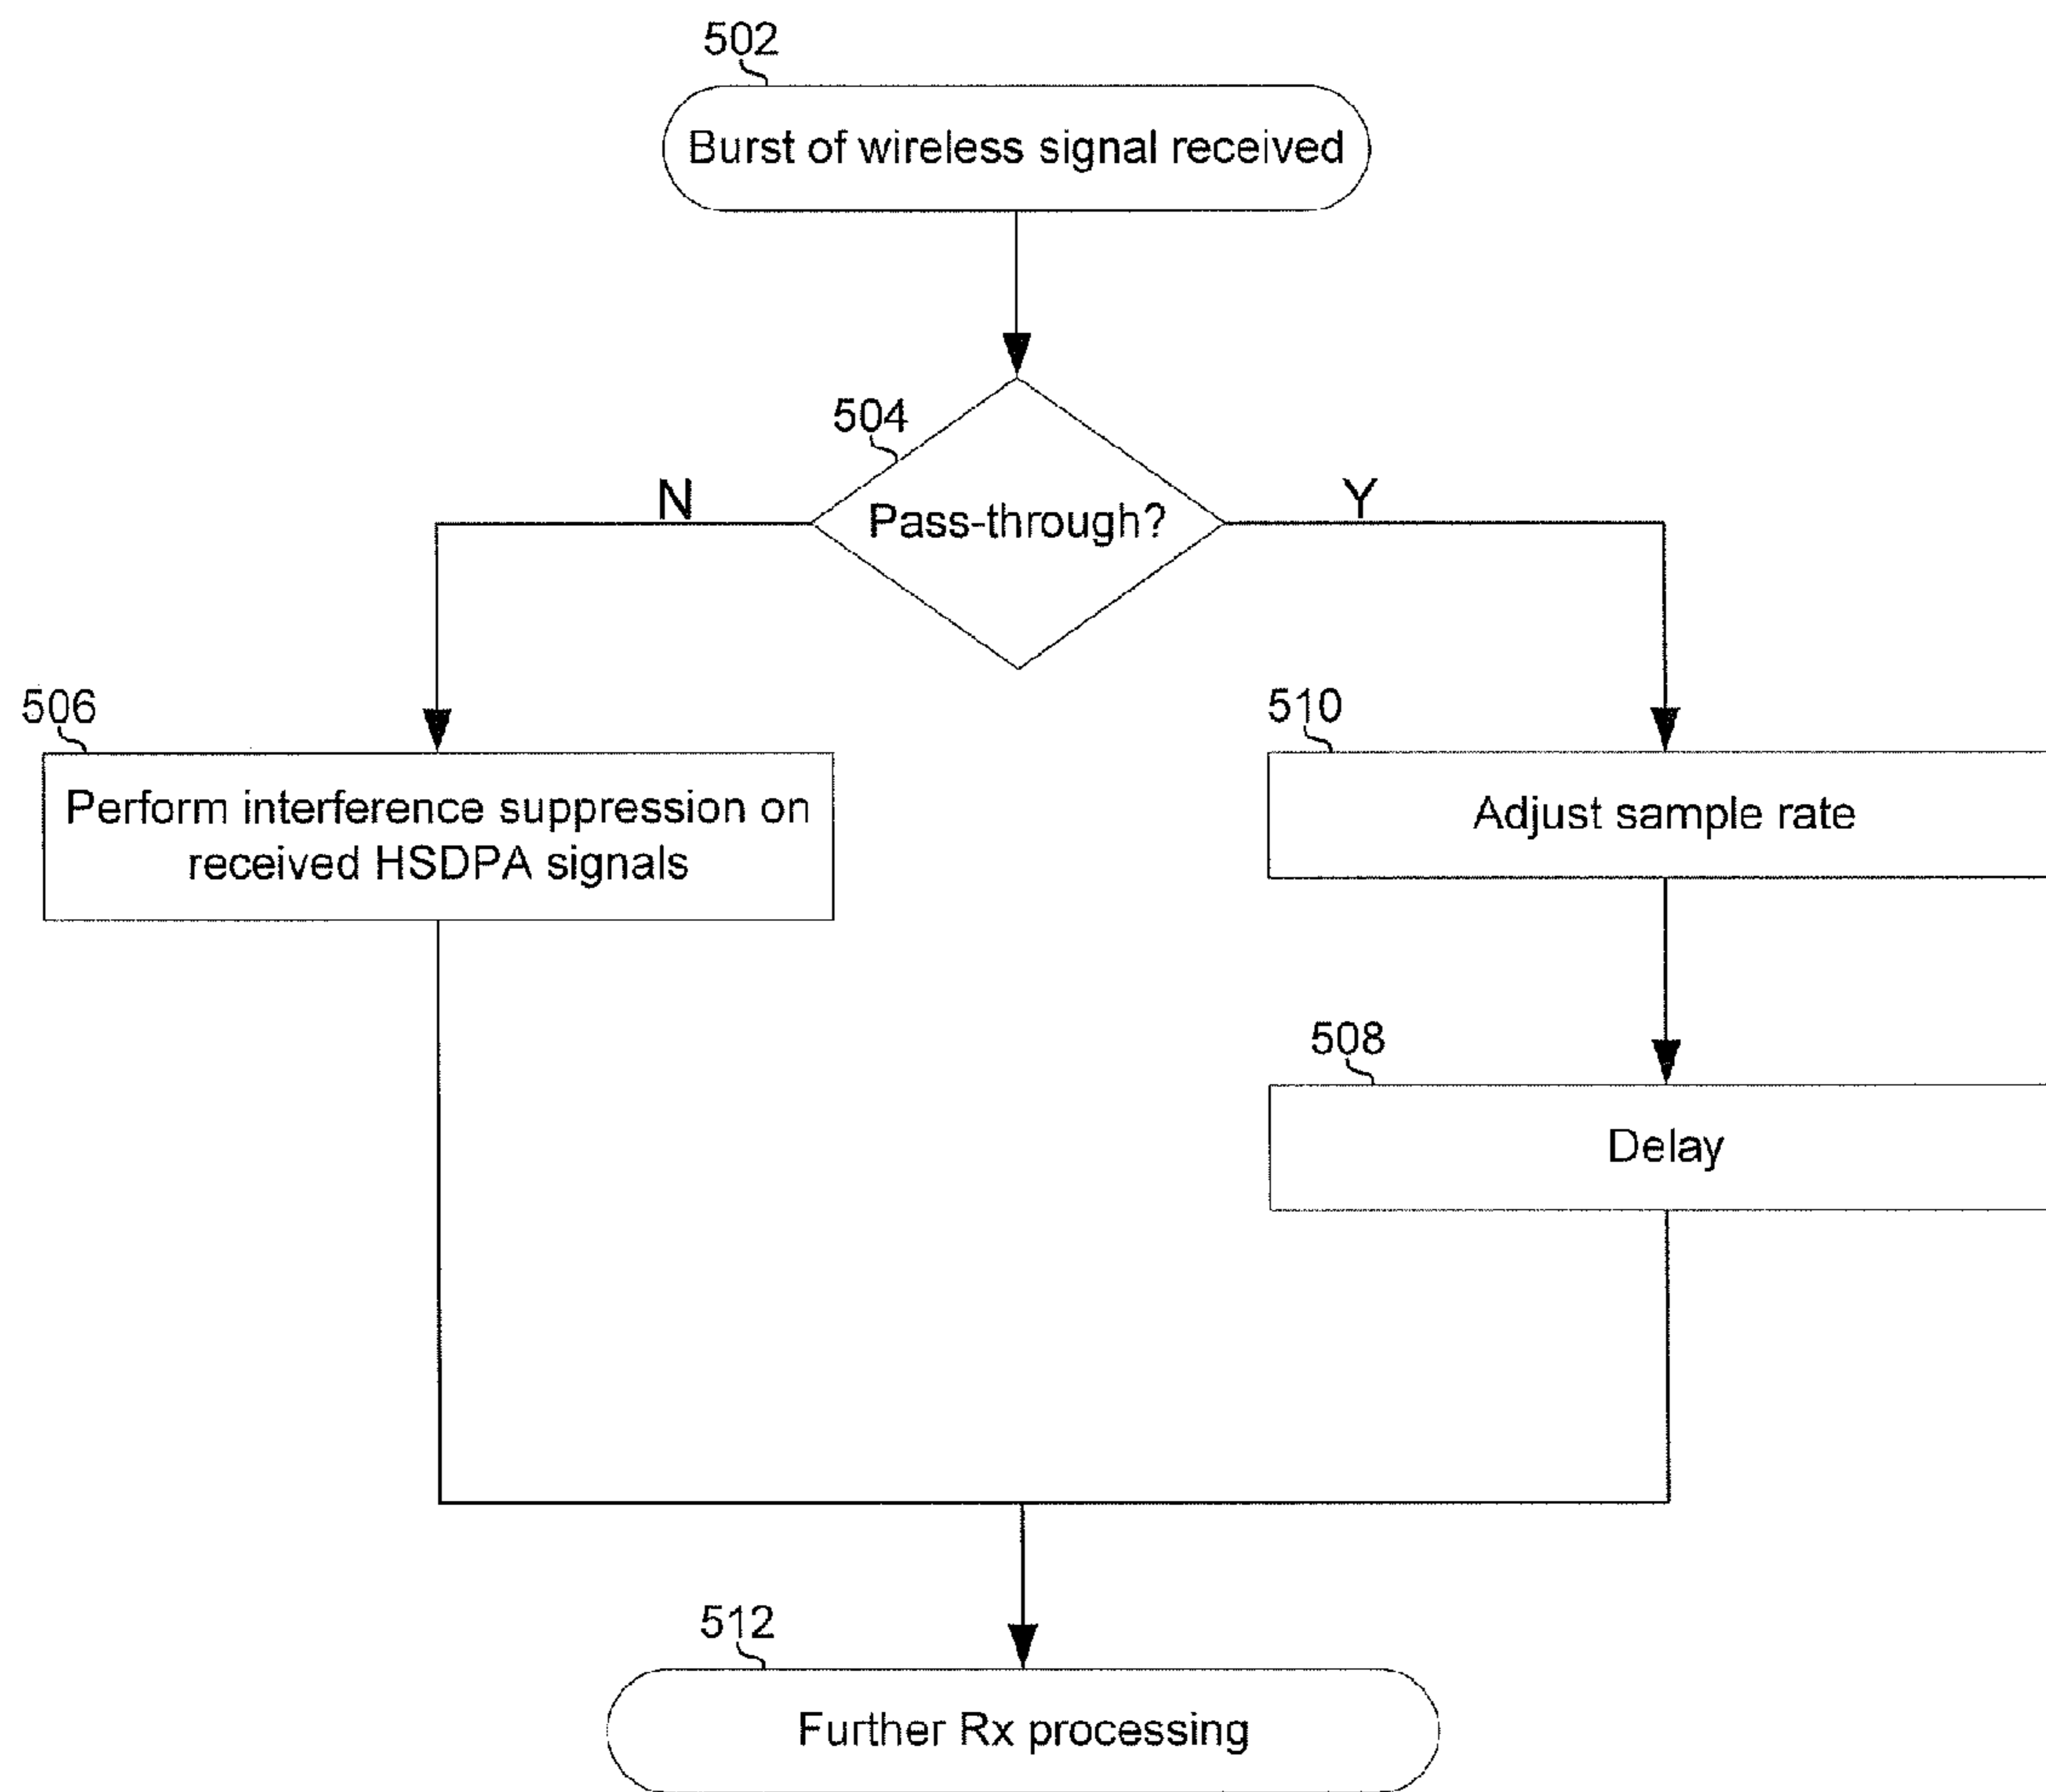 502
Burst of wireless signal received
504
N
Pass-through?
Y
506
Perform interference suppression on
received HSDPA signals
510
Adjust sample rate
508
Delay
512
Further Rx processing